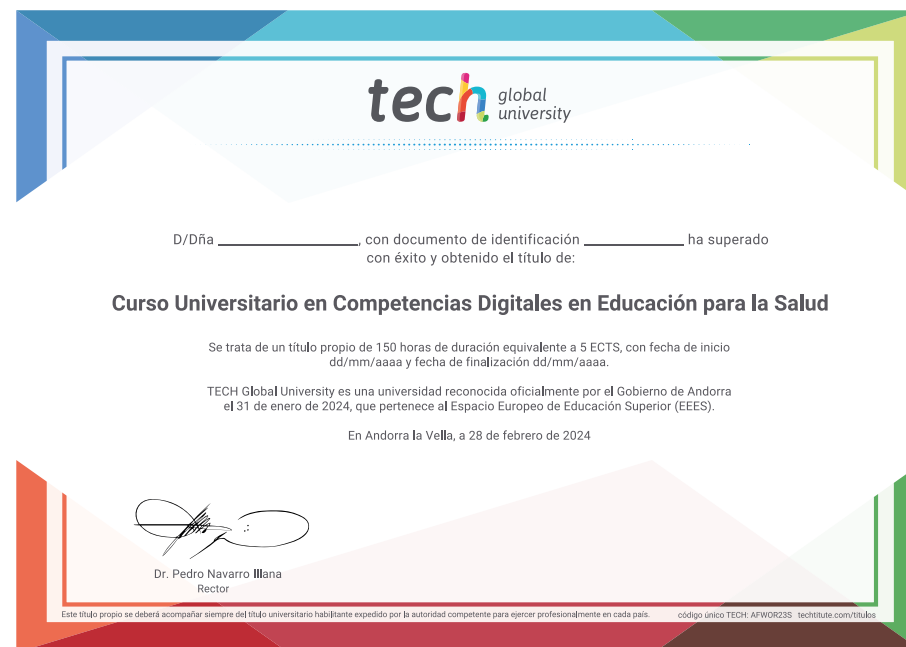 tech global university
D/Dña ____________________, con documento de identificación ______________ ha superado
con éxito y obtenido el título de:
Curso Universitario en Competencias Digitales en Educación para la Salud
Se trata de un título propio de 150 horas de duración equivalente a 5 ECTS, con fecha de inicio
dd/mm/aaaa y fecha de finalización dd/mm/aaaa.
TECH Global University es una universidad reconocida oficialmente por el Gobierno de Andorra
el 31 de enero de 2024, que pertenece al Espacio Europeo de Educación Superior (EEES).
En Andorra la Vella, a 28 de febrero de 2024
Dr. Pedro Navarro Illana
Rector
Este título propio se deberá acompañar siempre del título universitario habilitante expedido por la autoridad competente para ejercer profesionalmente en cada país. código único TECH: AFWOR23S techtitute.com/titulos